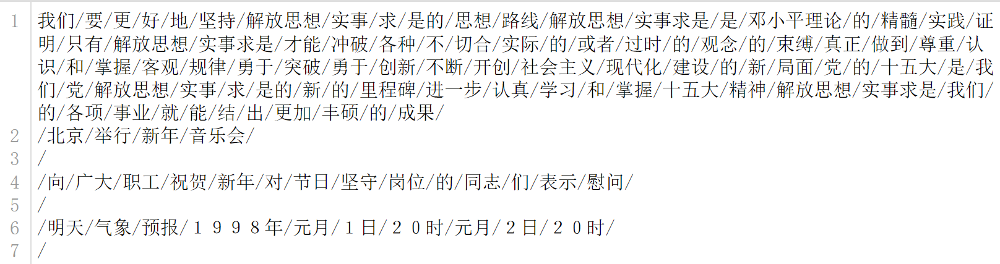 1 我们/要/更/好/地/坚持/解放思想/实事/求/是的/思想/路线/解放思想/实事求是/是/邓小平理论/的/精髓/实践/证
明/只有/解放思想/实事求是/才能/冲破/各种/不/切合/实际/的/或者/过时/的/观念/的/束缚/真正/做到/尊重/认
识/和/掌握/客观/规律/勇于/突破/勇于/创新/不断/开创/社会主义/现代化/建设/的/新/局面/党/的/十五大/是/我
们/党/解放思想/实事/求/是的/新/的/里程碑/进一步/认真/学习/和/掌握/十五大/精神/解放思想/实事求是/我们/
的/各项/事业/就/能/结/出/更加/丰硕/的/成果/
2 /北京/举行/新年/音乐会/
3 /
4 /向/广大/职工/祝贺/新年/对/节日/坚守/岗位/的/同志/们/表示/慰问/
5 /
6 /明天/气象/预报/１９９８年/元月/１日/２０时/元月/２日/２０时/
7 /